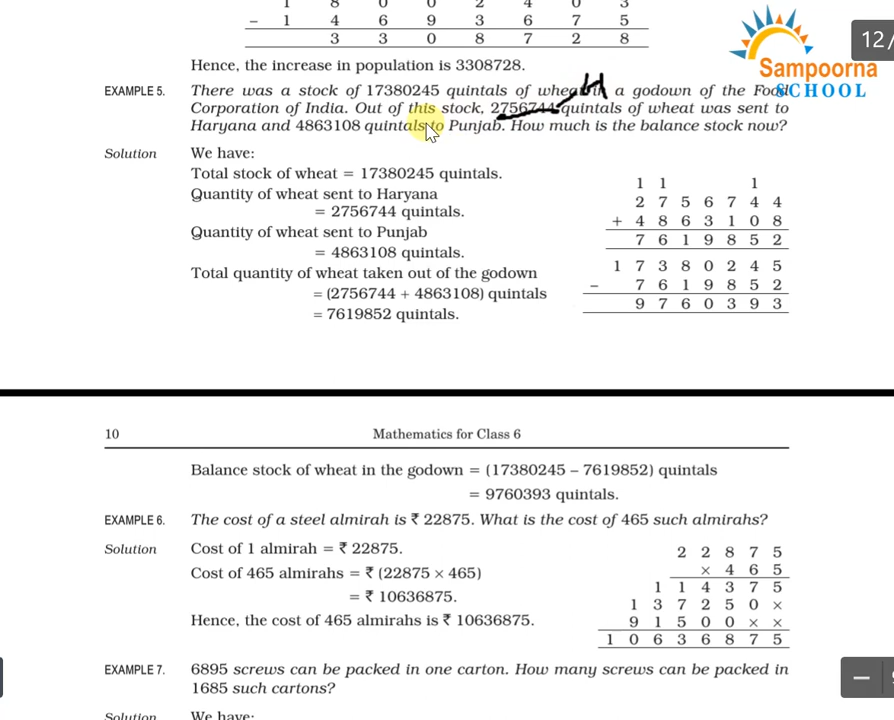 1 8 0 0 2 4 0 3
– 1 4 6 9 3 6 7 5
3 3 0 8 7 2 8
12/
Hence, the increase in population is 3308728.
Sampoorna
SCHOOL
EXAMPLE 5. There was a stock of 17380245 quintals of wheat in a godown of the Food
Corporation of India. Out of this stock, 2756744 quintals of wheat was sent to
Haryana and 4863108 quintals to Punjab. How much is the balance stock now?
Solution We have:
Total stock of wheat = 17380245 quintals.
Quantity of wheat sent to Haryana
= 2756744 quintals.
Quantity of wheat sent to Punjab
= 4863108 quintals.
Total quantity of wheat taken out of the godown
= (2756744 + 4863108) quintals
= 7619852 quintals.
1 1 1
2 7 5 6 7 4 4
+ 4 8 6 3 1 0 8
7 6 1 9 8 5 2
1 7 3 8 0 2 4 5
– 7 6 1 9 8 5 2
9 7 6 0 3 9 3
10 Mathematics for Class 6
Balance stock of wheat in the godown = (17380245 – 7619852) quintals
= 9760393 quintals.
EXAMPLE 6. The cost of a steel almirah is ₹ 22875. What is the cost of 465 such almirahs?
Solution Cost of 1 almirah = ₹ 22875.
Cost of 465 almirahs = ₹ (22875 × 465)
= ₹ 10636875.
Hence, the cost of 465 almirahs is ₹ 10636875.
2 2 8 7 5
× 4 6 5
1 1 4 3 7 5
1 3 7 2 5 0 ×
9 1 5 0 0 × ×
1 0 6 3 6 8 7 5
EXAMPLE 7. 6895 screws can be packed in one carton. How many screws can be packed in
1685 such cartons?
Solution We have: